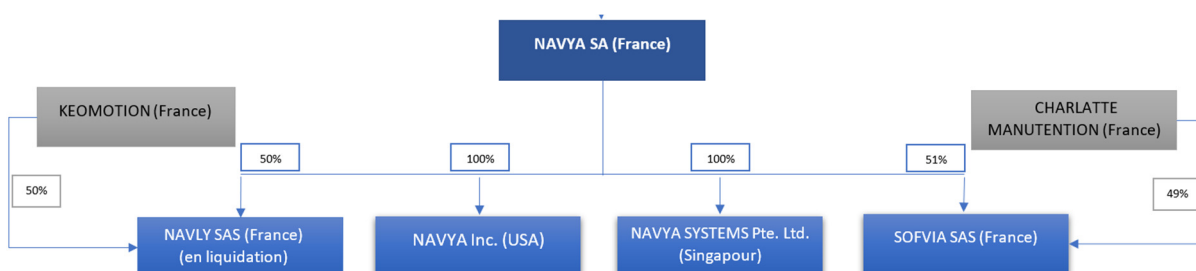 NAVYA SA (France)
KEOMOTION (France)
CHARLATTE
MANUTENTION (France)
50%
100%
100%
51%
50%
49%
NAVLY SAS (France)
(en liquidation)
NAVYA Inc. (USA)
NAVYA SYSTEMS Pte. Ltd.
(Singapour)
SOFVIA SAS (France)